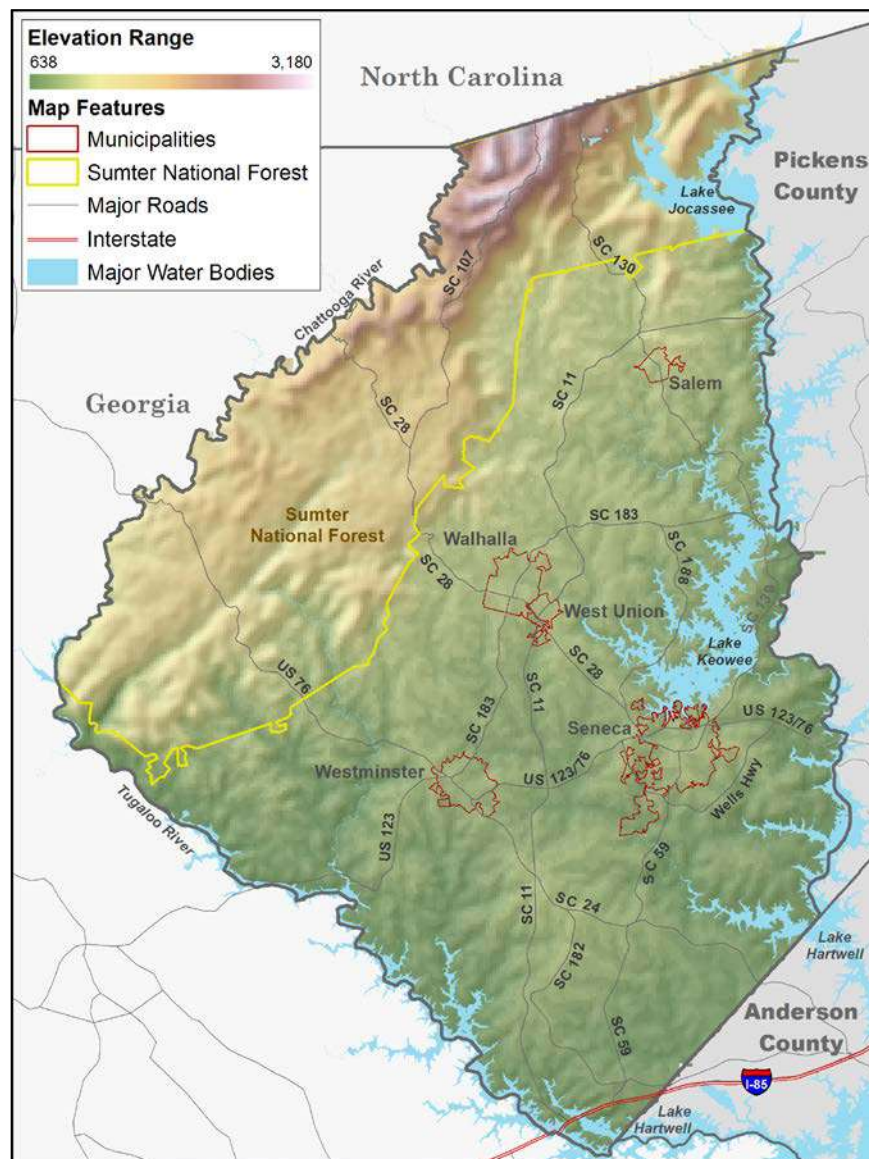 Elevation Range
638 3,180
Map Features
Municipalities
Sumter National Forest
Major Roads
Interstate
Major Water Bodies
North Carolina
Pickens
County
Lake
Jocassee
SC 130
SC 107
Chattooga River
Georgia
SC 28
SC 11
Salem
Sumter
National Forest
Walhalla
SC 183
SC 188
SC 28
West Union
SC 130
Lake
Keowee
US 76
SC 28
SC 183
SC 11
Seneca
US 123/76
Westminster
US 123/76
Wells Hwy
Tugaloo River
US 123
SC 59
SC 11
SC 24
SC 182
Lake
Hartwell
Anderson
County
SC 59
I-85
Lake
Hartwell